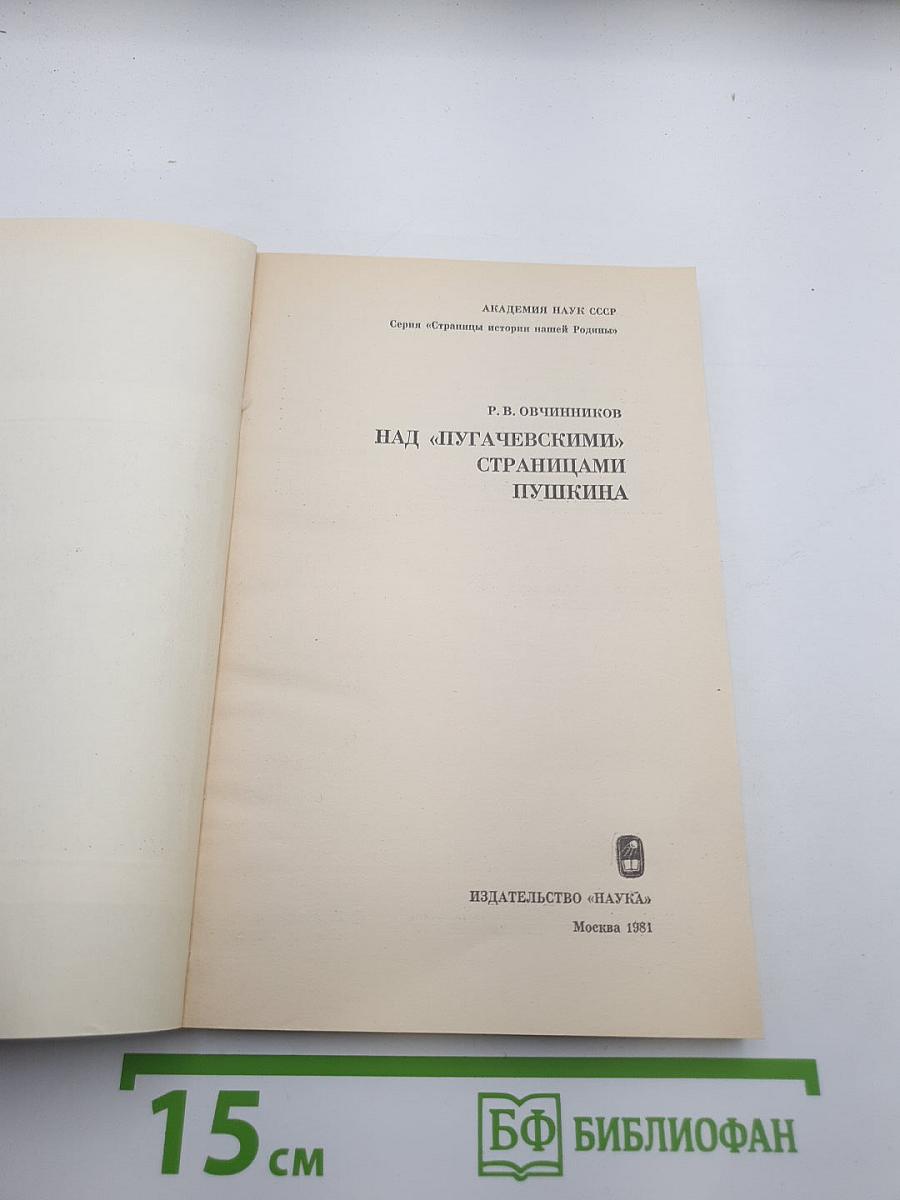 АКАДЕМИЯ НАУК СССР
Серия «Страницы истории нашей Родины»
Р. В. ОВЧИННИКОВ
НАД «ПУГАЧЕВСКИМИ»
СТРАНИЦАМИ
ПУШКИНА
ИЗДАТЕЛЬСТВО «НАУКА»
Москва 1981
15 см
БФ БИБЛИОФАН